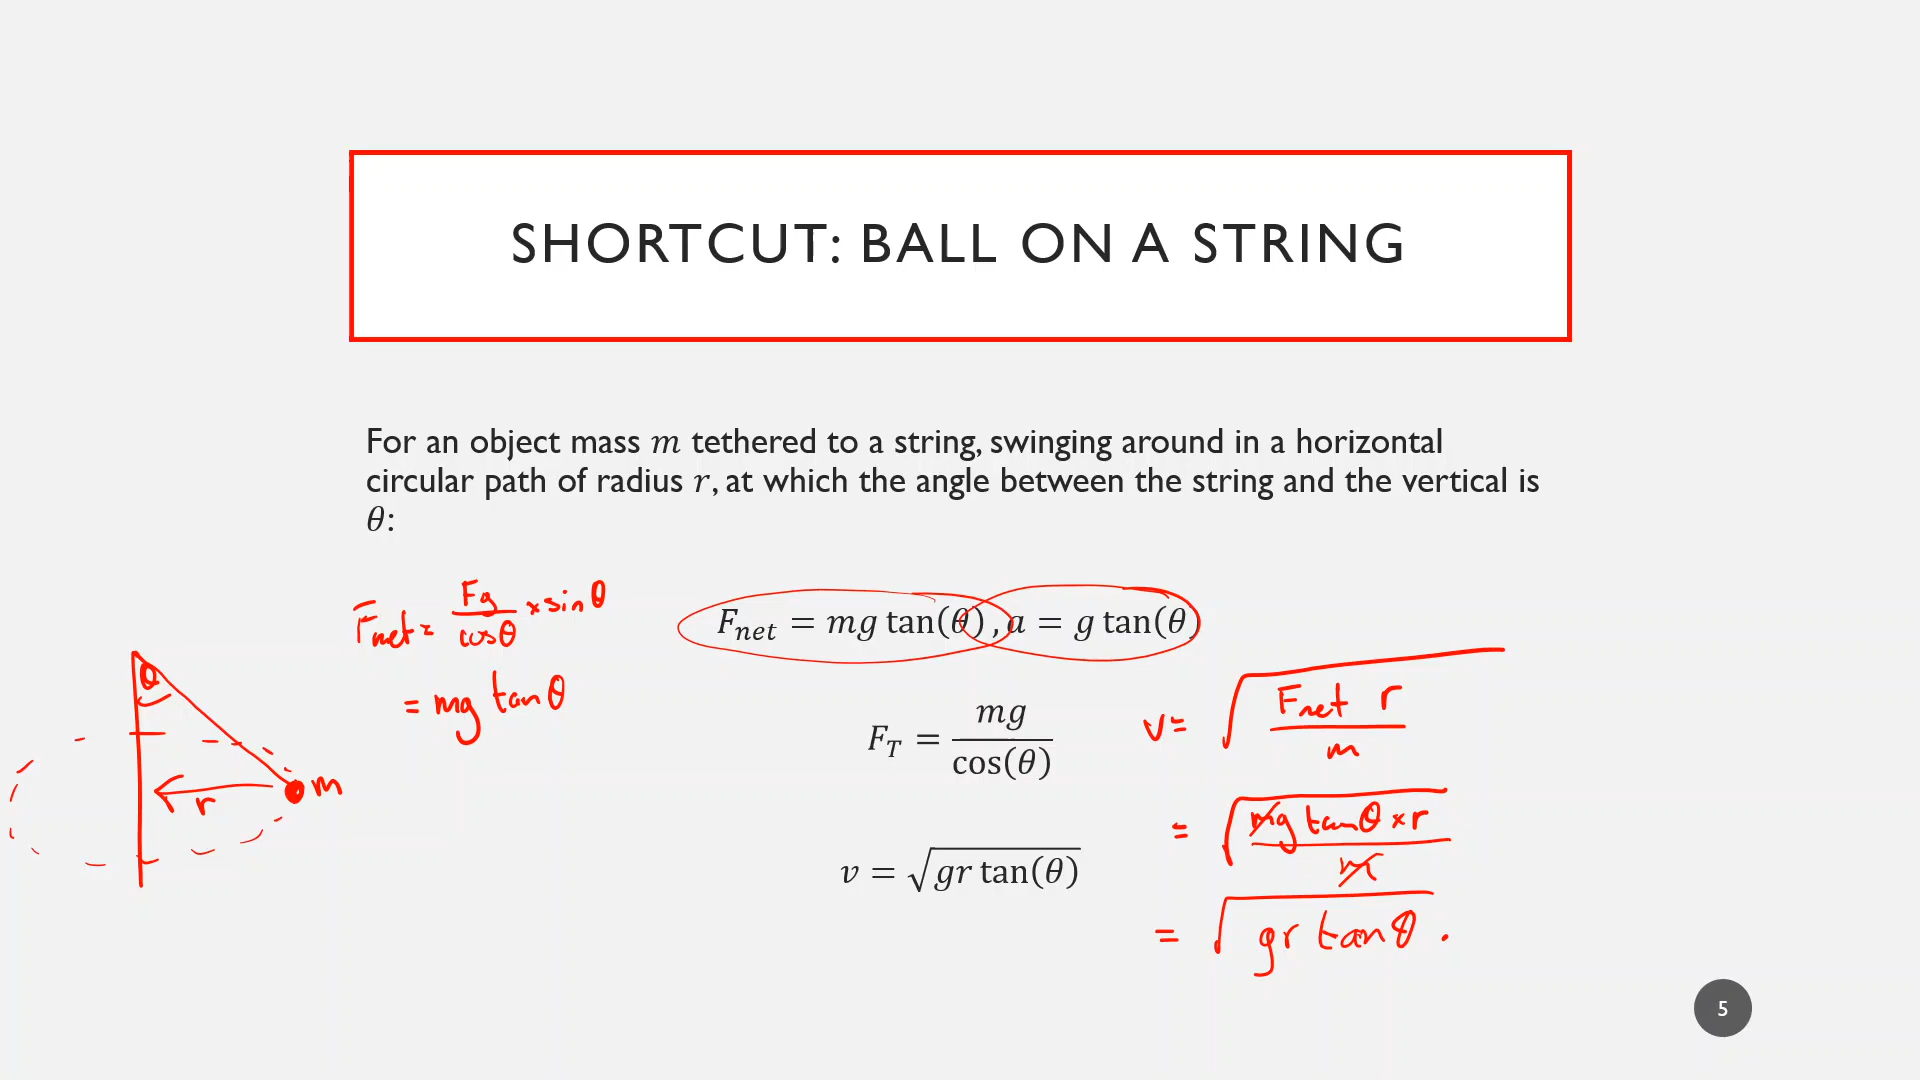 SHORTCUT: BALL ON A STRING
For an object mass m tethered to a string, swinging around in a horizontal
circular path of radius r, at which the angle between the string and the vertical is
θ:
Fnet = Fg/cosθ × sinθ
= mg tanθ
F_net = mg tan(θ), a = g tan(θ)
F_T = mg/cos(θ)
v = √(gr tan(θ))
θ
r
m
v = √(Fnet r/m)
= √(mg tanθ × r/m)
= √(gr tanθ).
5